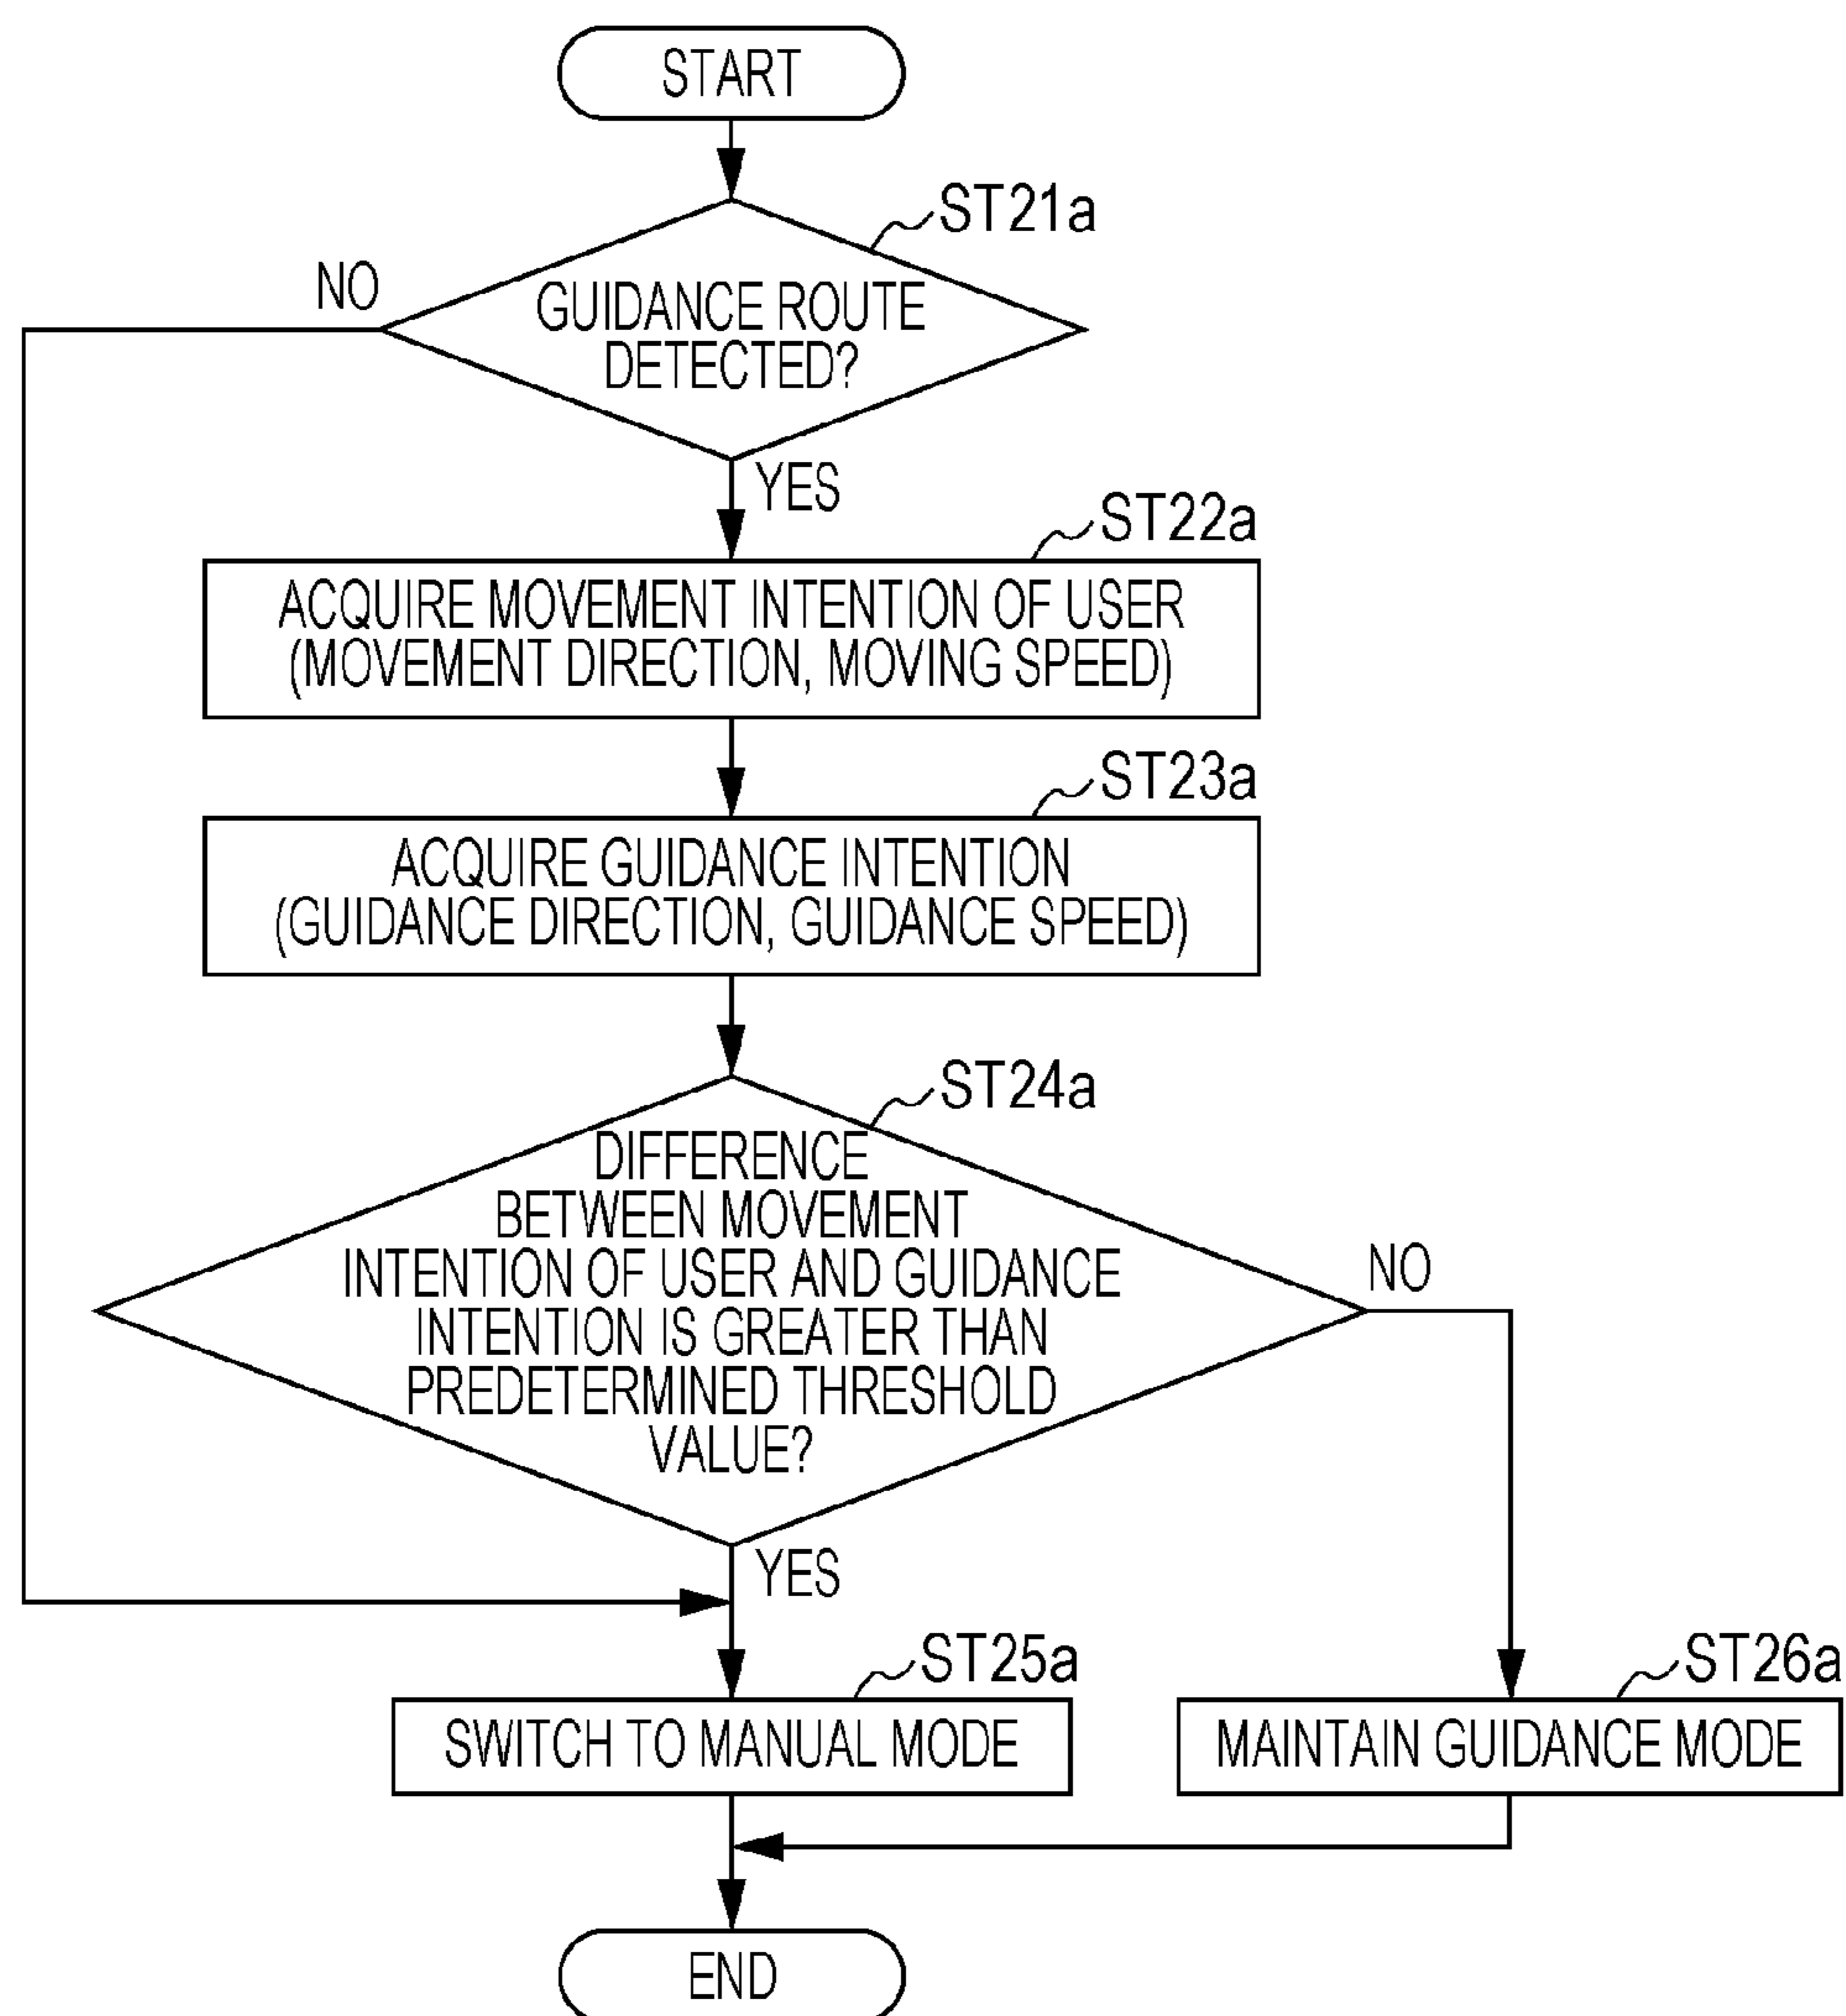 START
ST21a
NO
GUIDANCE ROUTE
DETECTED?
YES
ST22a
ACQUIRE MOVEMENT INTENTION OF USER
(MOVEMENT DIRECTION, MOVING SPEED)
ST23a
ACQUIRE GUIDANCE INTENTION
(GUIDANCE DIRECTION, GUIDANCE SPEED)
ST24a
DIFFERENCE
BETWEEN MOVEMENT
INTENTION OF USER AND GUIDANCE
INTENTION IS GREATER THAN
PREDETERMINED THRESHOLD
VALUE?
NO
YES
ST25a
SWITCH TO MANUAL MODE
ST26a
MAINTAIN GUIDANCE MODE
END